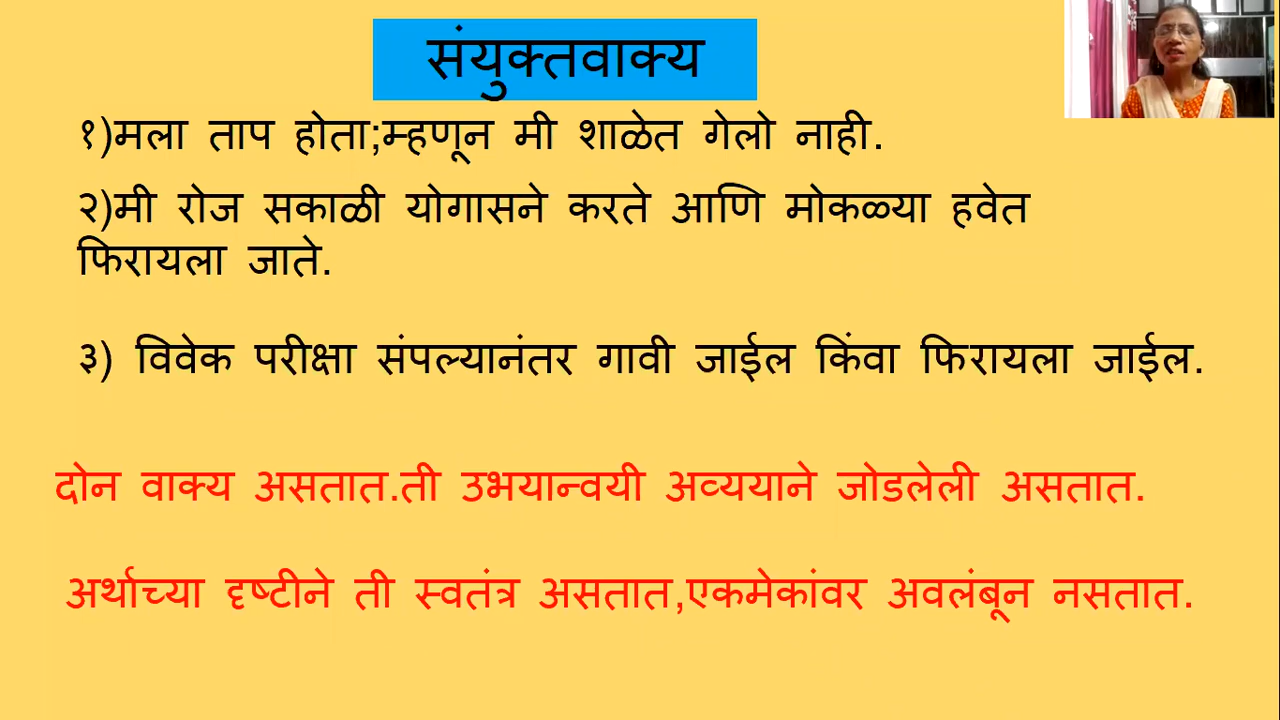 संयुक्तवाक्य
१)मला ताप होता;म्हणून मी शाळेत गेलो नाही.
२)मी रोज सकाळी योगासने करते आणि मोकळ्या हवेत
फिरायला जाते.
३) विवेक परीक्षा संपल्यानंतर गावी जाईल किंवा फिरायला जाईल.
दोन वाक्य असतात.ती उभयान्वयी अव्ययाने जोडलेली असतात.
अर्थाच्या दृष्टीने ती स्वतंत्र असतात,एकमेकांवर अवलंबून नसतात.